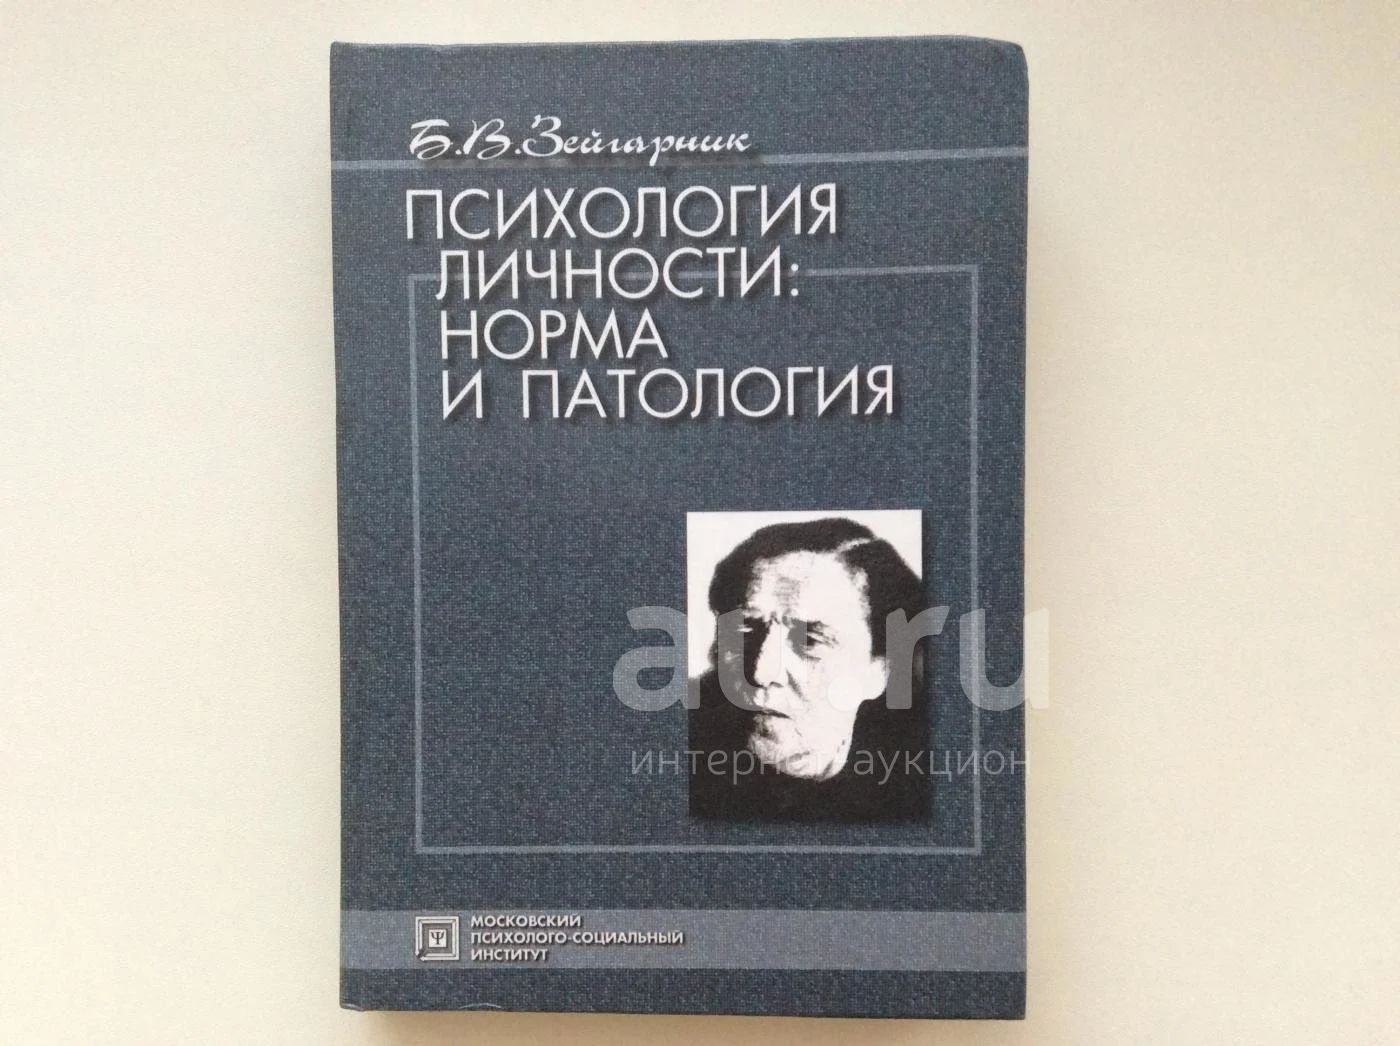 Б.В.Зейгарник
ПСИХОЛОГИЯ
ЛИЧНОСТИ:
НОРМА
И ПАТОЛОГИЯ
au.ru
интернет-аукцион
Ψ
МОСКОВСКИЙ
ПСИХОЛОГО-СОЦИАЛЬНЫЙ
ИНСТИТУТ